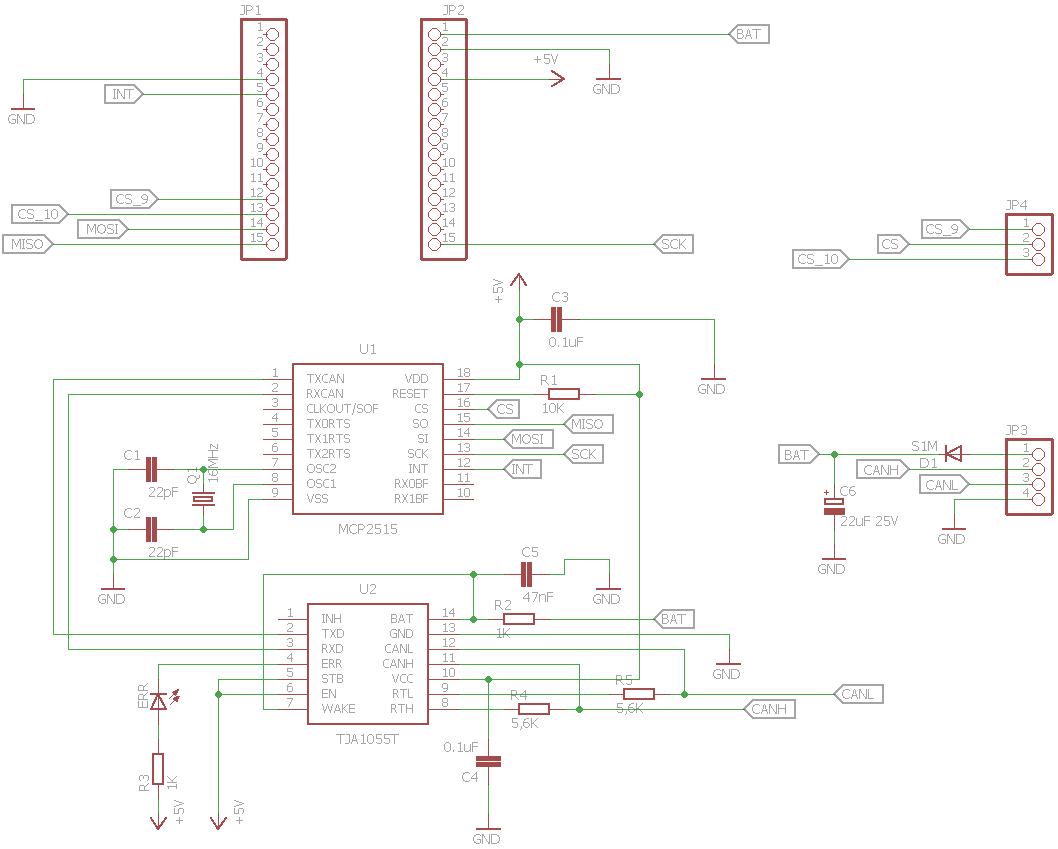 JP1
1
2
3
4
5
6
7
8
9
10
11
12
13
14
15
GND
INT
CS_9
CS_10
MOSI
MISO
JP2
1
2
3
4
5
6
7
8
9
10
11
12
13
14
15
BAT
+5V
GND
SCK
JP4
1
2
3
CS_9
CS
CS_10
+5V
C3
0.1uF
GND
U1
1 TXCAN VDD 18
2 RXCAN RESET 17
3 CLKOUT/SOF CS 16
4 TX0RTS SO 15
5 TX1RTS SI 14
6 TX2RTS SCK 13
7 OSC2 INT 12
8 OSC1 RX0BF 11
9 VSS RX1BF 10
MCP2515
R1
10K
CS
MISO
MOSI
SCK
INT
C1
22pF
Q1
16MHz
C2
22pF
GND
JP3
1
2
3
4
BAT
S1M
D1
CANH
CANL
+
C6
22uF 25V
GND
GND
C5
47nF
GND
U2
1 INH BAT 14
2 TXD GND 13
3 RXD CANL 12
4 ERR CANH 11
5 STB VCC 10
6 EN RTL 9
7 WAKE RTH 8
TJA1055T
R2
1K
BAT
GND
R5
5,6K
CANL
R4
5,6K
CANH
0.1uF
C4
GND
ERR
R3
1K
+5V
+5V